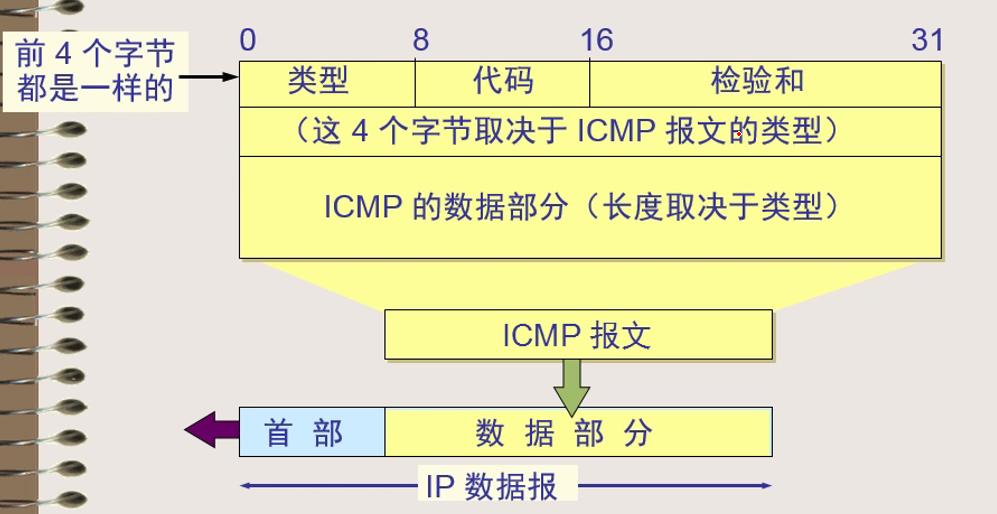 0 8 16 31
前 4 个字节
都是一样的
类型 代码 检验和
（这 4 个字节取决于 ICMP 报文的类型）
ICMP 的数据部分（长度取决于类型）
ICMP 报文
首 部 数 据 部 分
IP 数据报